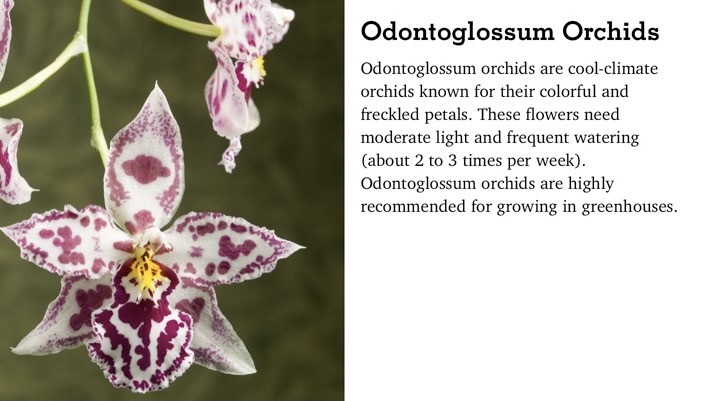 Odontoglossum Orchids
Odontoglossum orchids are cool-climate
orchids known for their colorful and
freckled petals. These flowers need
moderate light and frequent watering
(about 2 to 3 times per week).
Odontoglossum orchids are highly
recommended for growing in greenhouses.